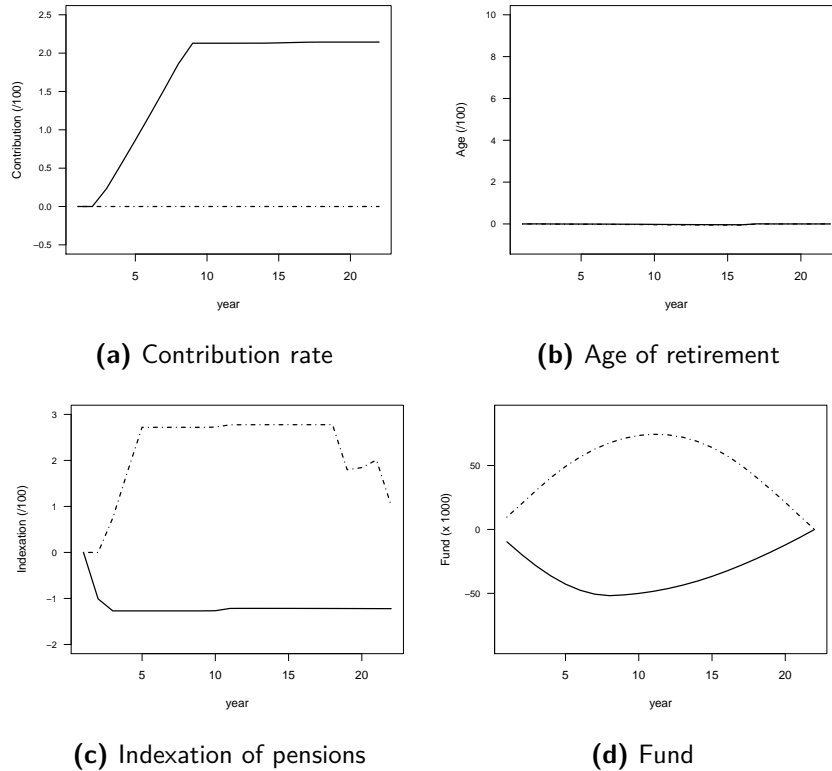 2.5
2.0
1.5
1.0
0.5
0.0
−0.5
Contribution (/100)
5 10 15 20
year
(a) Contribution rate
10
8
6
4
2
0
Age (/100)
5 10 15 20
year
(b) Age of retirement
3
2
1
0
−1
−2
Indexation (/100)
5 10 15 20
year
(c) Indexation of pensions
50
0
−50
Fund (x 1000)
5 10 15 20
year
(d) Fund